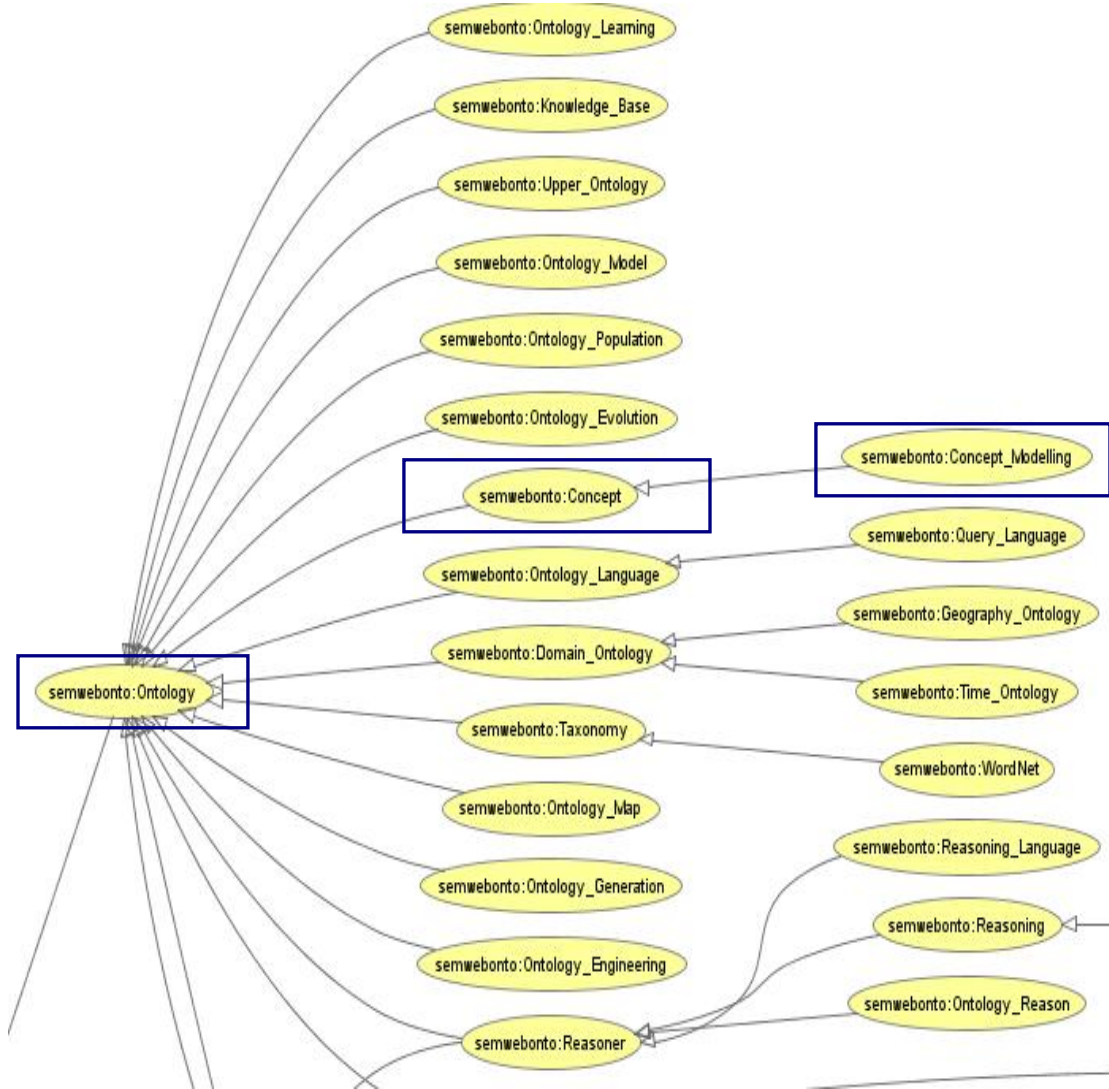 semwebonto:Ontology_Learning
semwebonto:Knowledge_Base
semwebonto:Upper_Ontology
semwebonto:Ontology_Model
semwebonto:Ontology_Population
semwebonto:Ontology_Evolution
semwebonto:Concept_Modelling
semwebonto:Concept
semwebonto:Query_Language
semwebonto:Ontology_Language
semwebonto:Geography_Ontology
semwebonto:Domain_Ontology
semwebonto:Ontology
semwebonto:Time_Ontology
semwebonto:Taxonomy
semwebonto:WordNet
semwebonto:Ontology_Map
semwebonto:Reasoning_Language
semwebonto:Ontology_Generation
semwebonto:Reasoning
semwebonto:Ontology_Engineering
semwebonto:Ontology_Reason
semwebonto:Reasoner